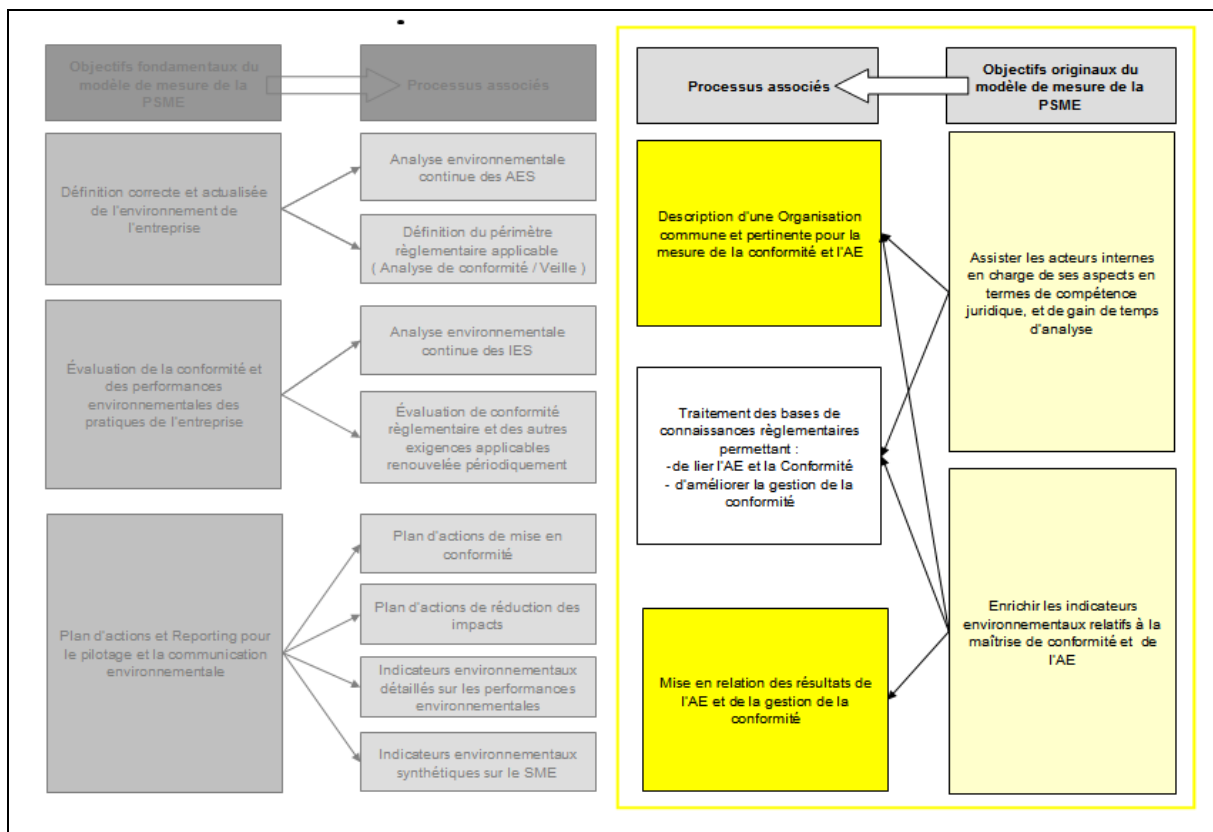 Objectifs fondamentaux du
modèle de mesure de la
PSME
Processus associés
Définition correcte et actualisée
de l'environnement de
l'entreprise
Analyse environnementale
continue des AES
Définition du périmètre
règlementaire applicable
( Analyse de conformité / Veille )
Évaluation de la conformité et
des performances
environnementales des
pratiques de l'entreprise
Analyse environnementale
continue des IES
Évaluation de conformité
règlementaire et des autres
exigences applicables
renouvelée périodiquement
Plan d'actions et Reporting pour
le pilotage et la communication
environnementale
Plan d'actions de mise en
conformité
Plan d'actions de réduction des
impacts
Indicateurs environnementaux
détaillés sur les performances
environnementales
Indicateurs environnementaux
synthétiques sur le SME
Processus associés
Objectifs originaux du
modèle de mesure de la
PSME
Description d'une Organisation
commune et pertinente pour la
mesure de la conformité et l'AE
Assister les acteurs internes
en charge de ses aspects en
termes de compétence
juridique, et de gain de temps
d'analyse
Traitement des bases de
connaissances règlementaires
permettant :
-de lier l'AE et la Conformité
- d'améliorer la gestion de la
conformité
Enrichir les indicateurs
environnementaux relatifs à la
maîtrise de conformité et de
l'AE
Mise en relation des résultats de
l'AE et de la gestion de la
conformité